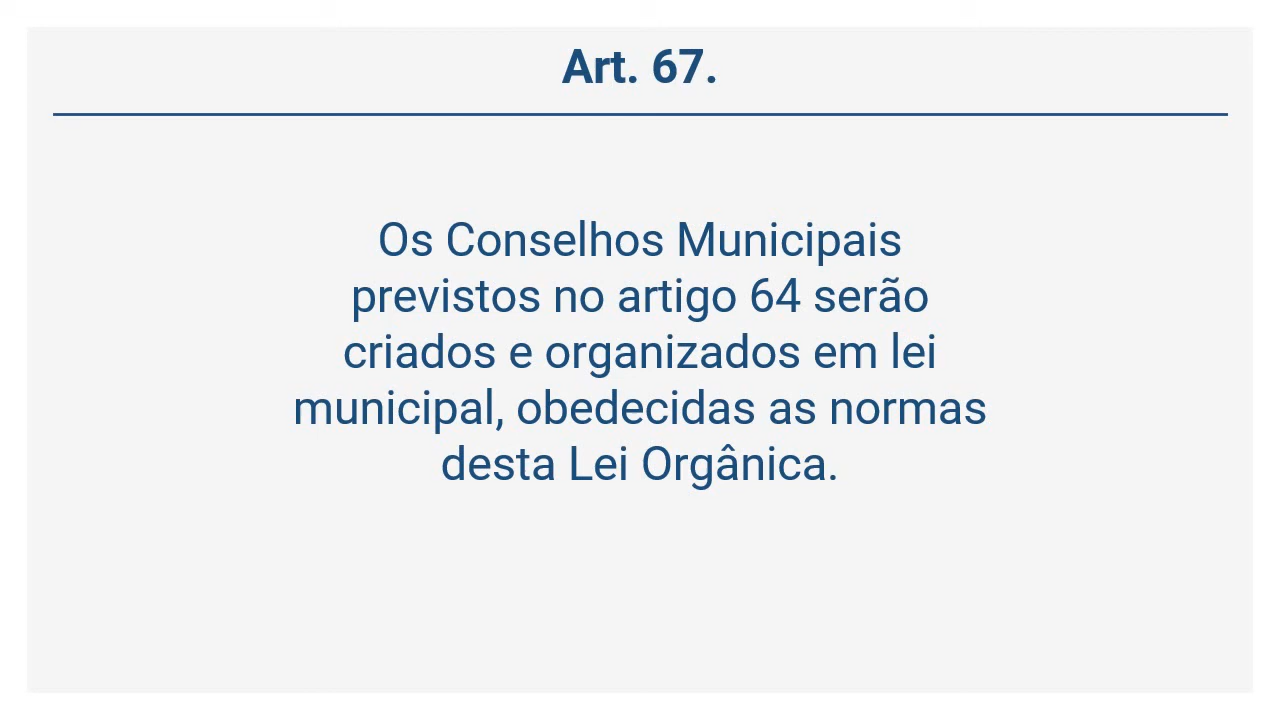 Art. 67.
Os Conselhos Municipais
previstos no artigo 64 serão
criados e organizados em lei
municipal, obedecidas as normas
desta Lei Orgânica.